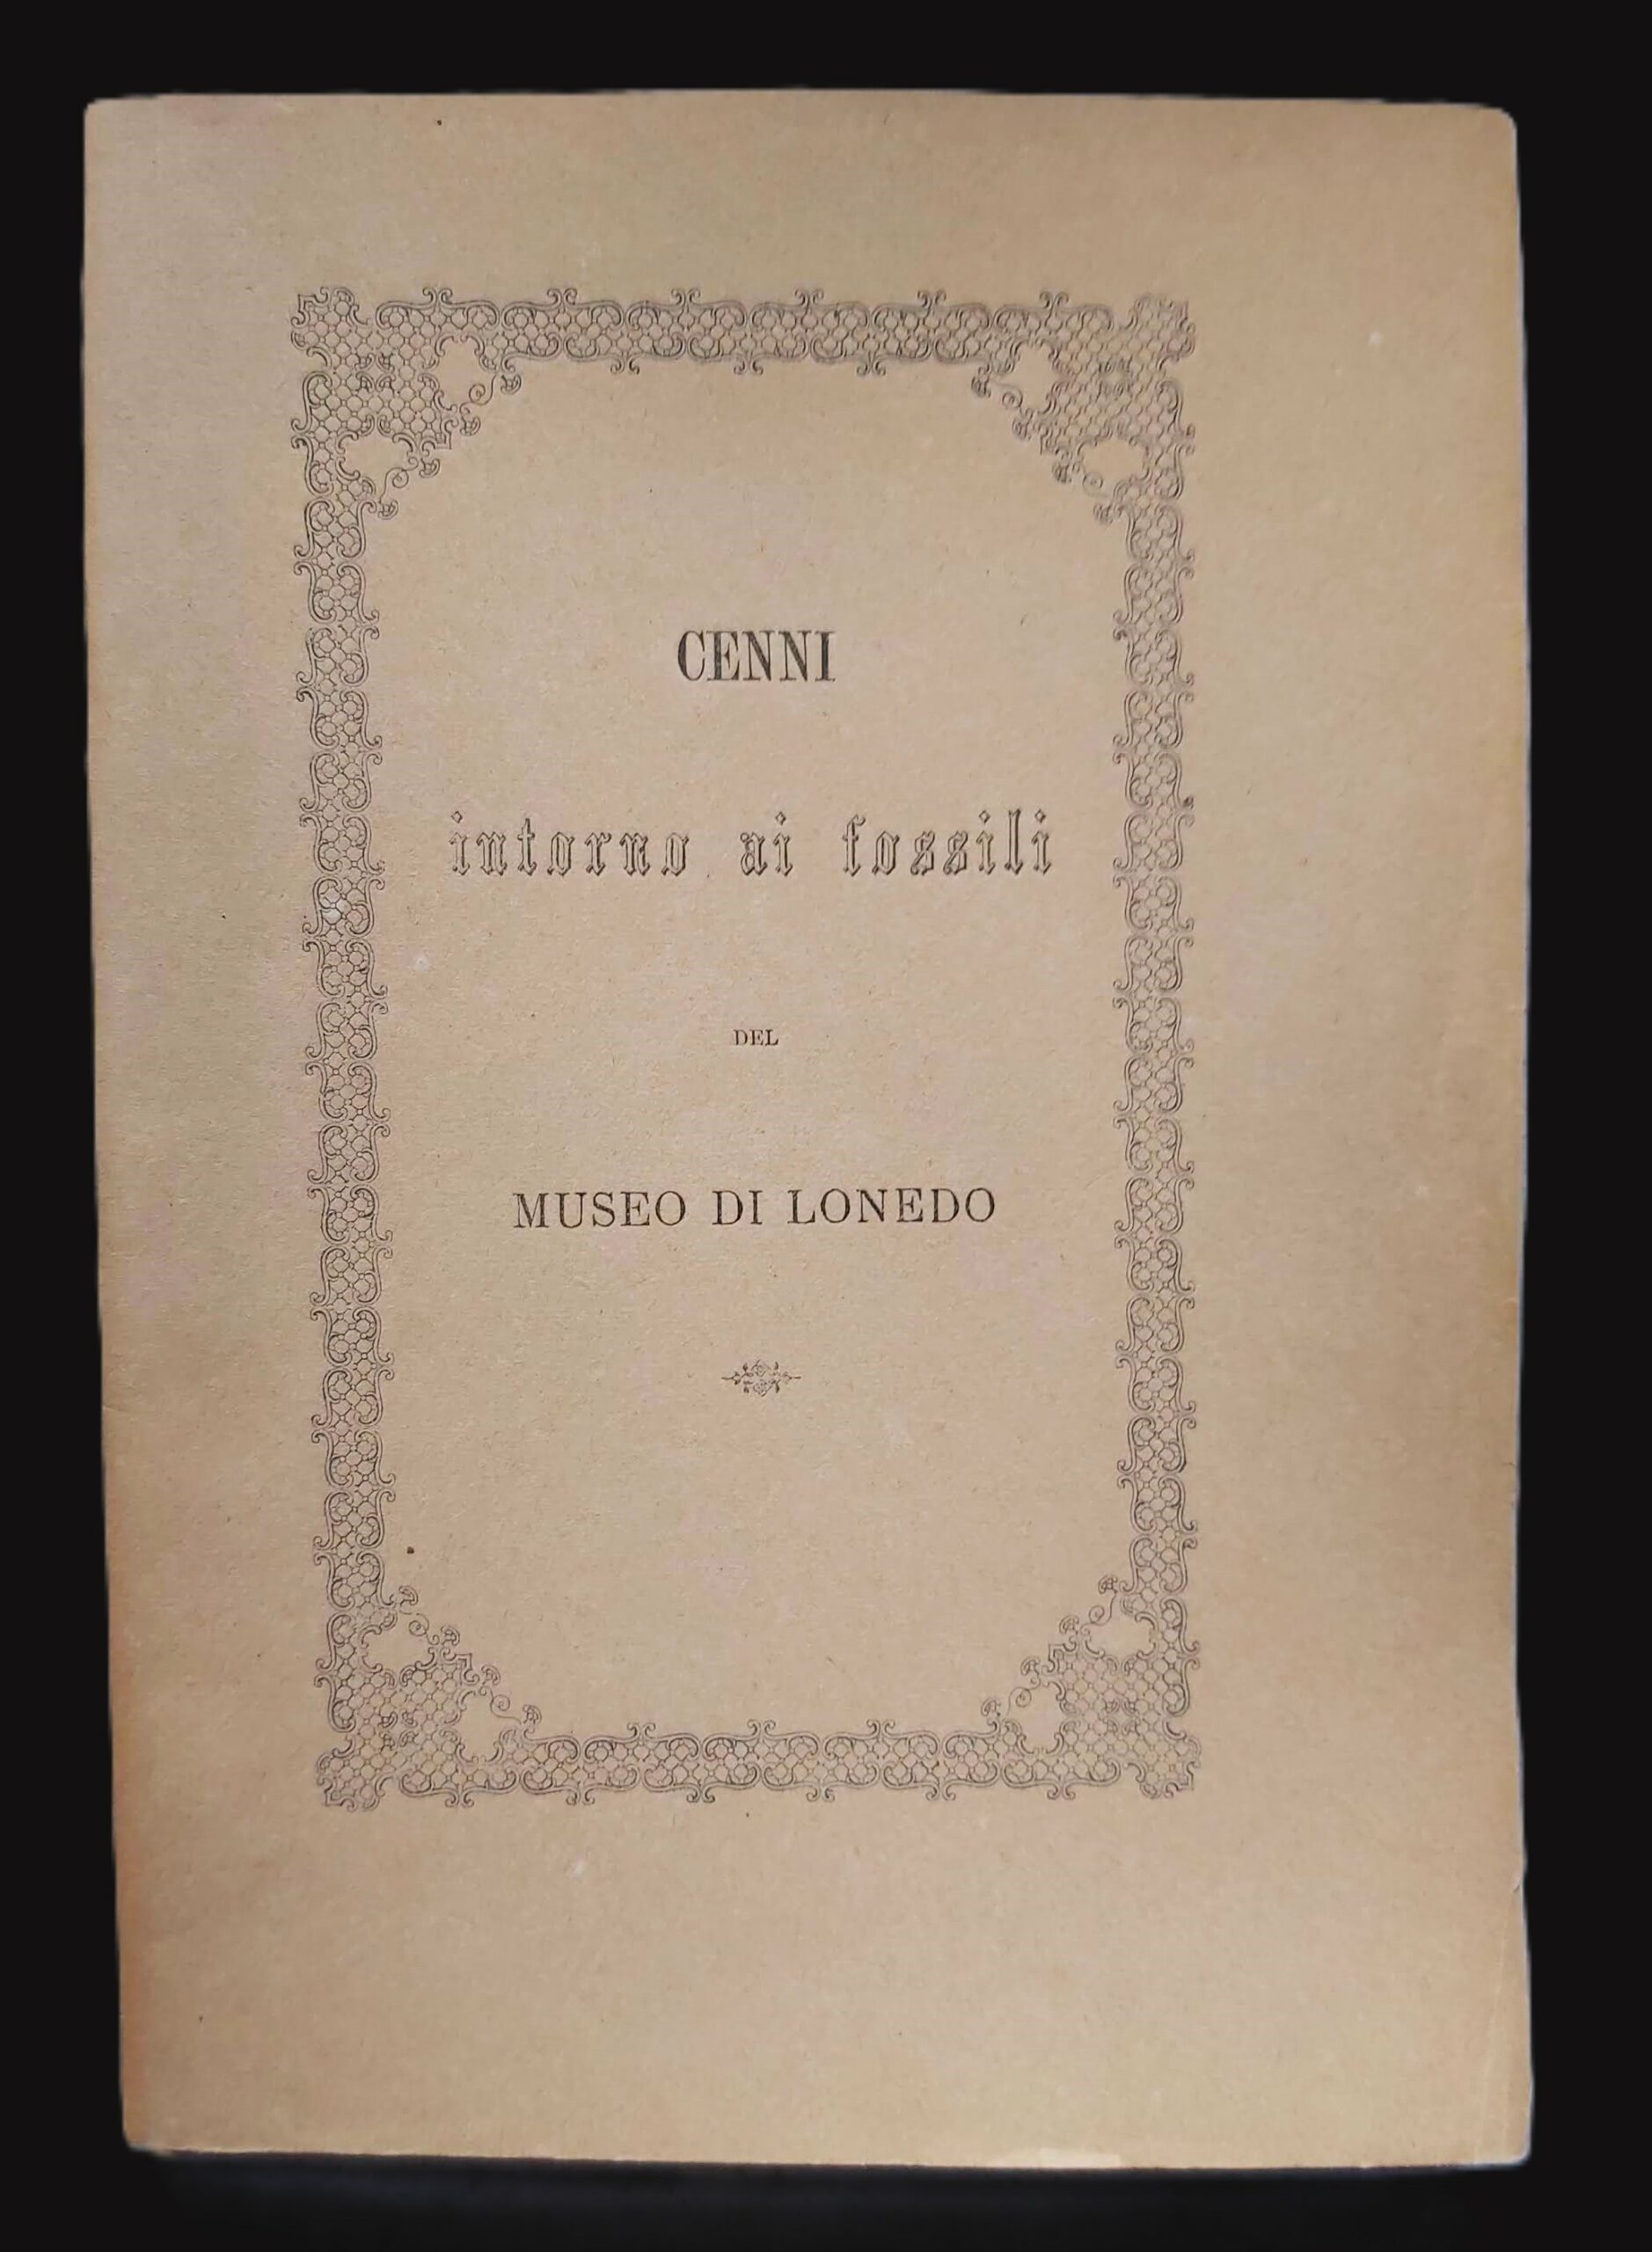 CENNI
intorno ai fossili
DEL
MUSEO DI LONEDO